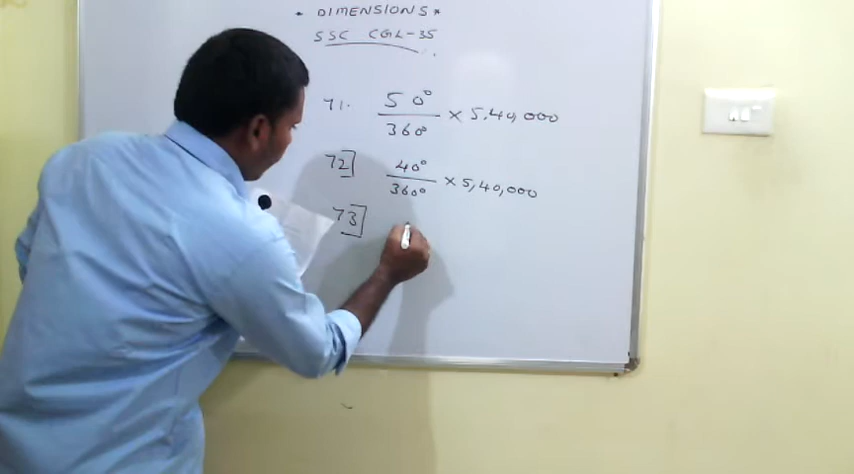 * DIMENSIONS *
SSC CGL-35
71. 50°/360° × 5,40,000
72] 40°/360° × 5,40,000
73]